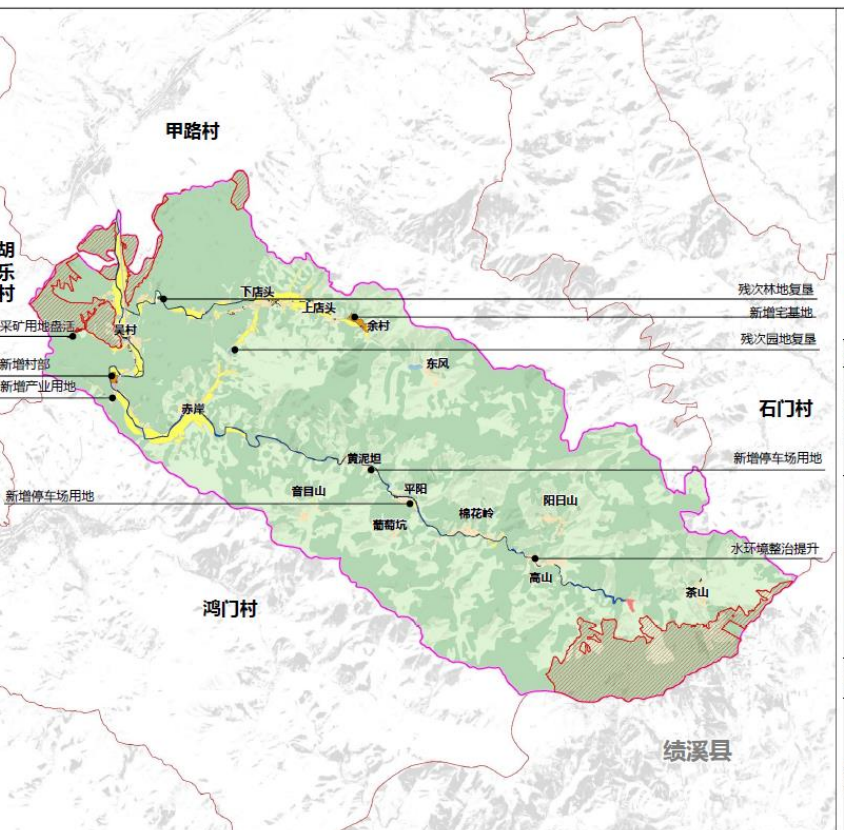 甲路村
胡
乐
村
下店头
残次林地复垦
上店头
新增宅基地
采矿用地盘活
吴村
余村
残次园地复垦
新增村部
东风
新增产业用地
赤岸
石门村
黄泥坦
新增停车场用地
音目山
平阳
新增停车场用地
阳日山
棉花岭
葡萄坑
水环境整治提升
高山
茶山
鸿门村
绩溪县